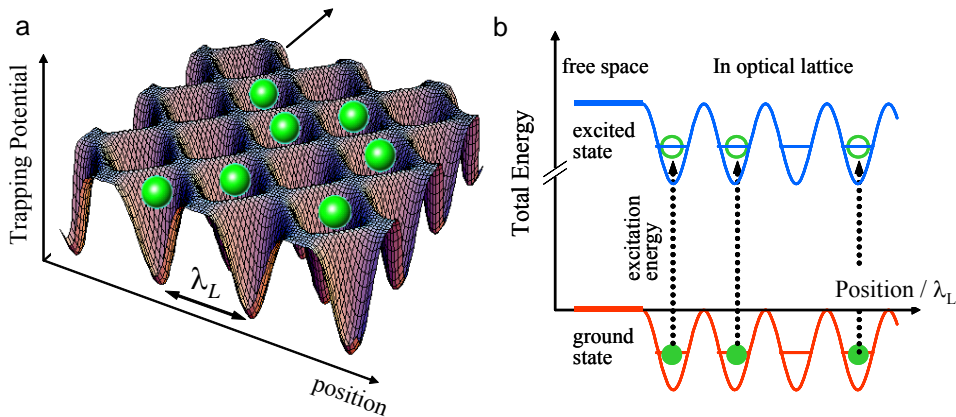 a
Trapping Potential
λL
position
b
Total Energy
free space
In optical lattice
excited
state
excitation
energy
Position / λL
ground
state